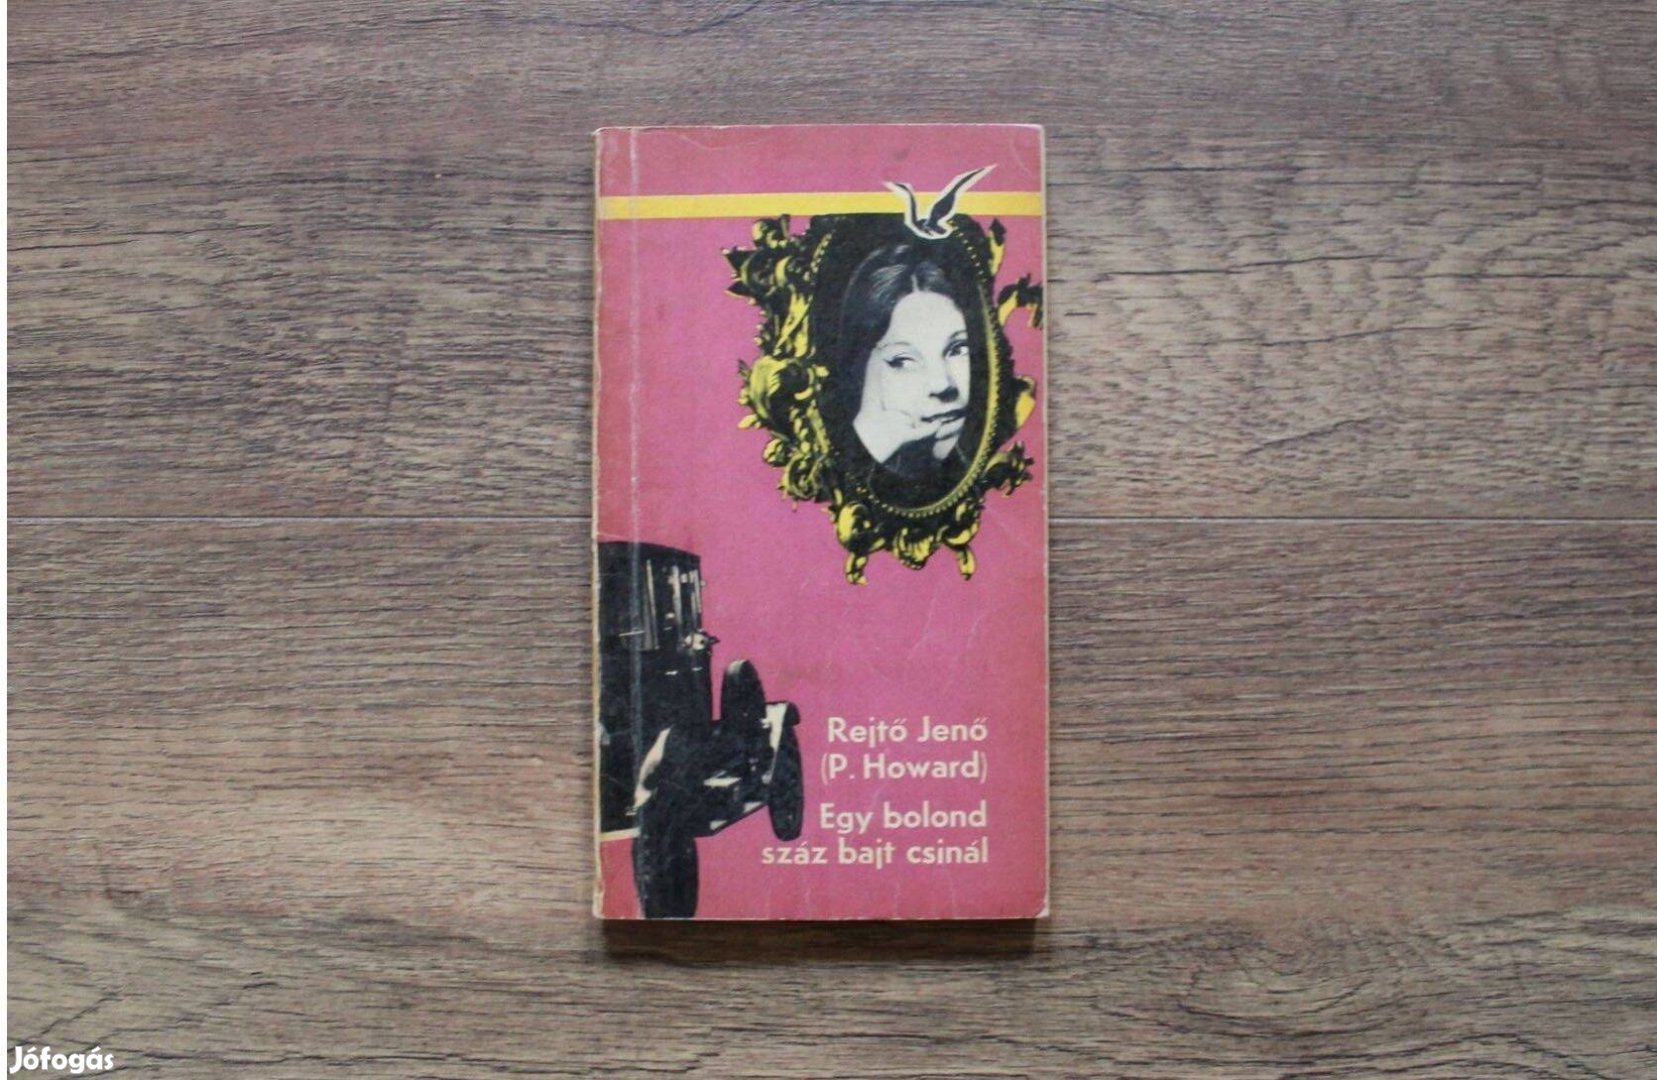 Rejtő Jenő
(P. Howard)
Egy bolond
száz bajt csinál
Jófogás